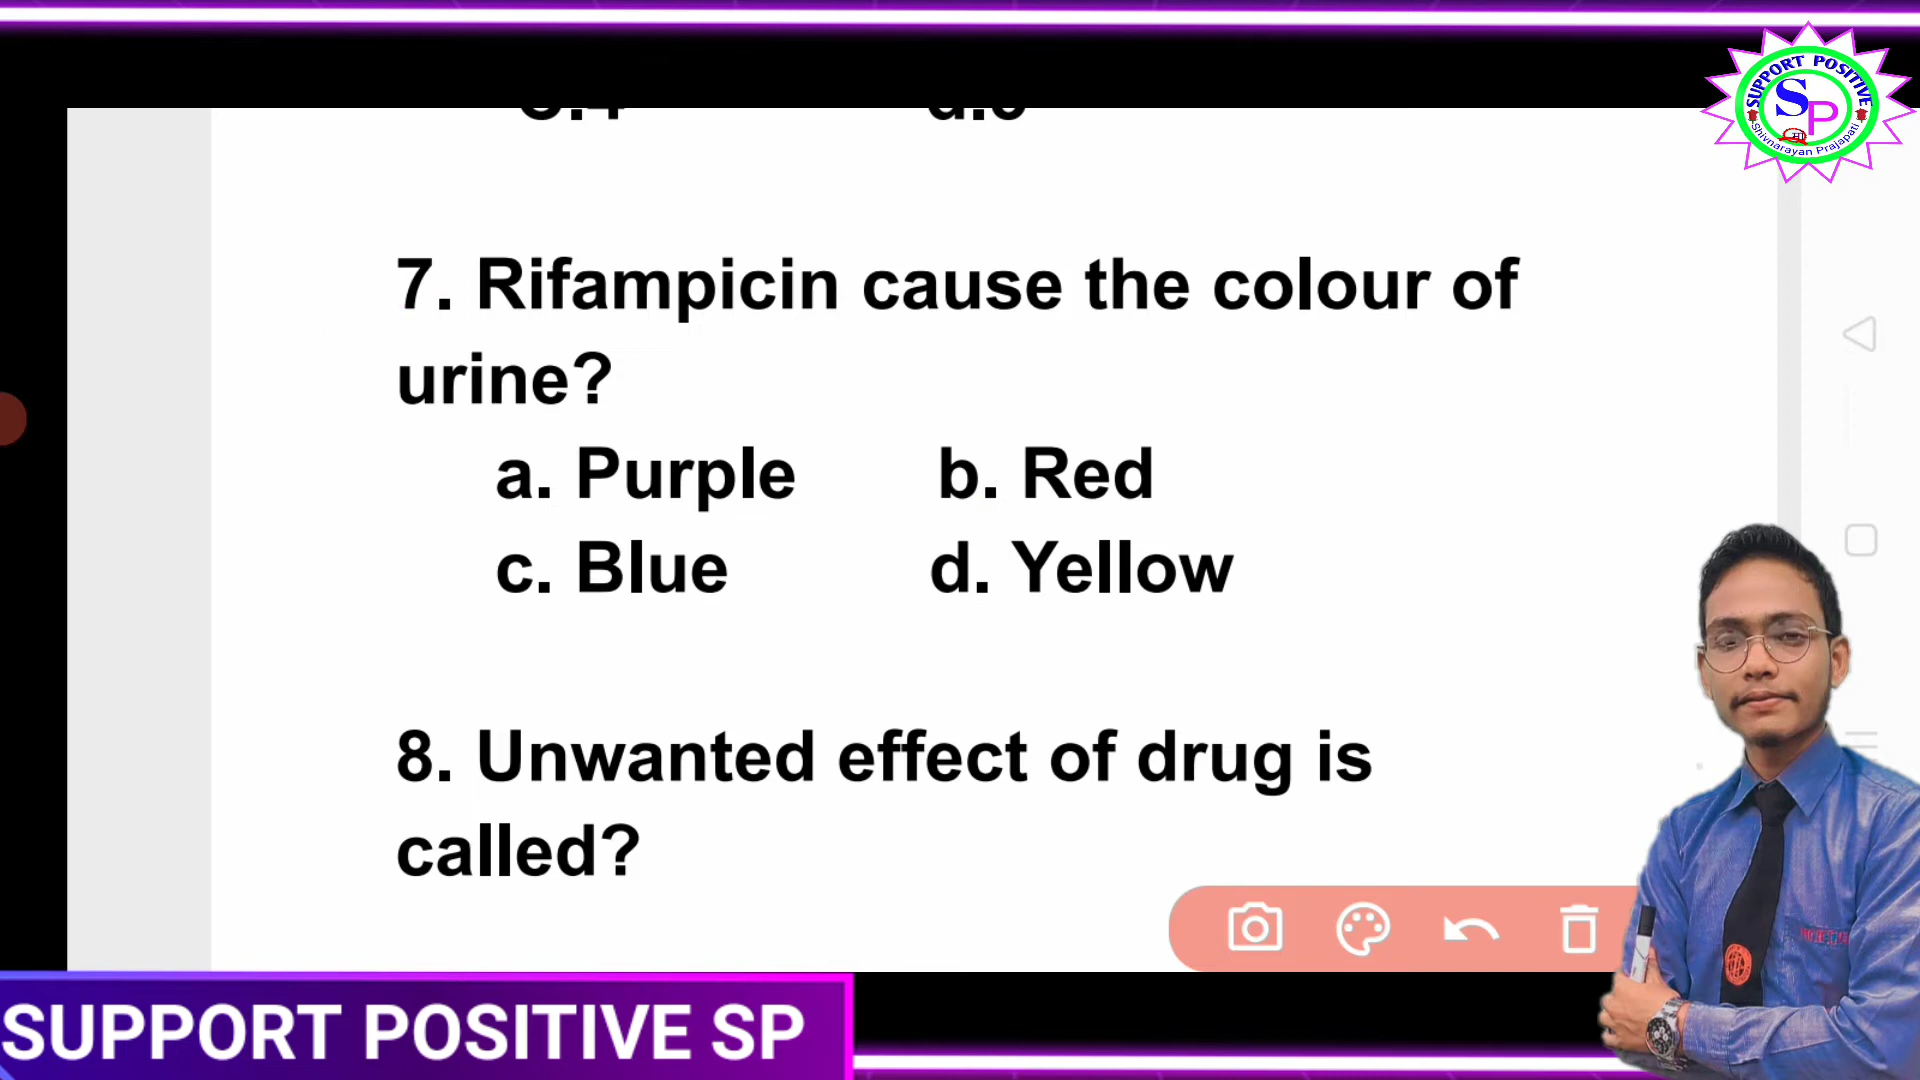 SUPPORT POSITIVE
SP
Shivnarayan Prajapati
7. Rifampicin cause the colour of
urine?
a. Purple b. Red
c. Blue d. Yellow
8. Unwanted effect of drug is
called?
SUPPORT POSITIVE SP